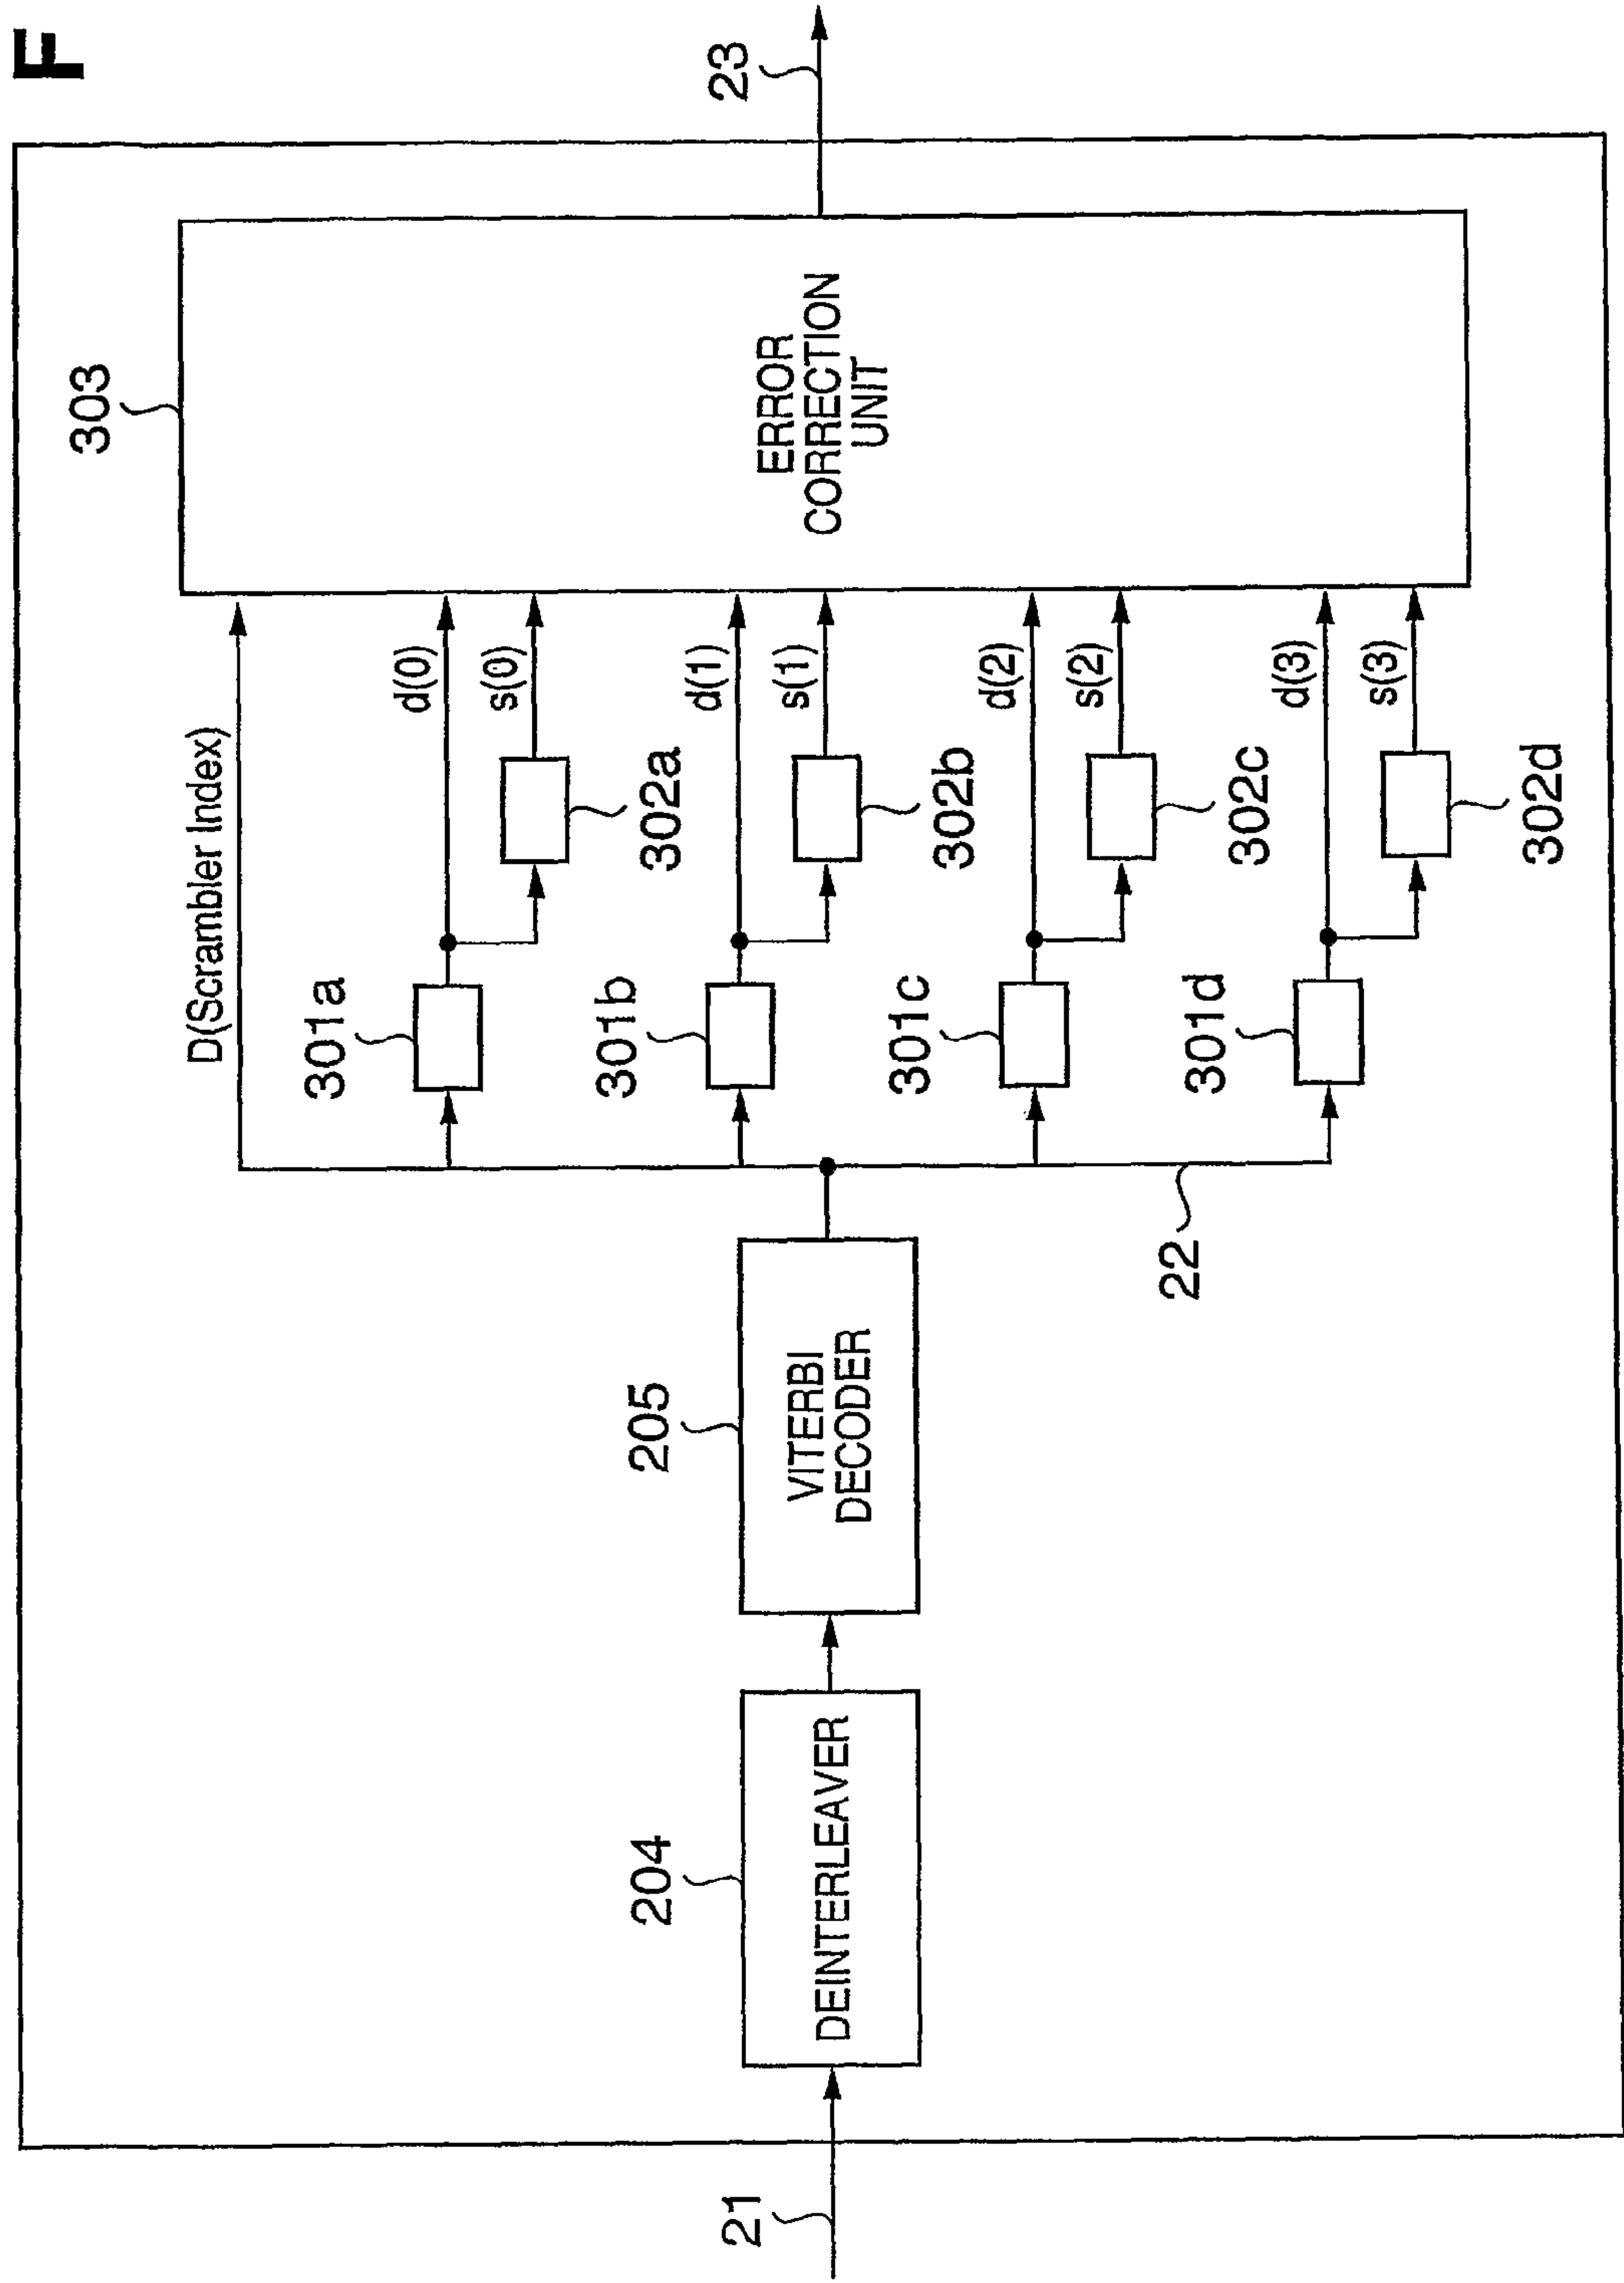 F
23
303
ERROR
CORRECTION
UNIT
D(Scrambler Index)
d(0)
s(0)
d(1)
s(1)
d(2)
s(2)
d(3)
s(3)
301a
302a
301b
302b
301c
302c
301d
302d
22
205
VITERBI
DECODER
204
DEINTERLEAVER
21